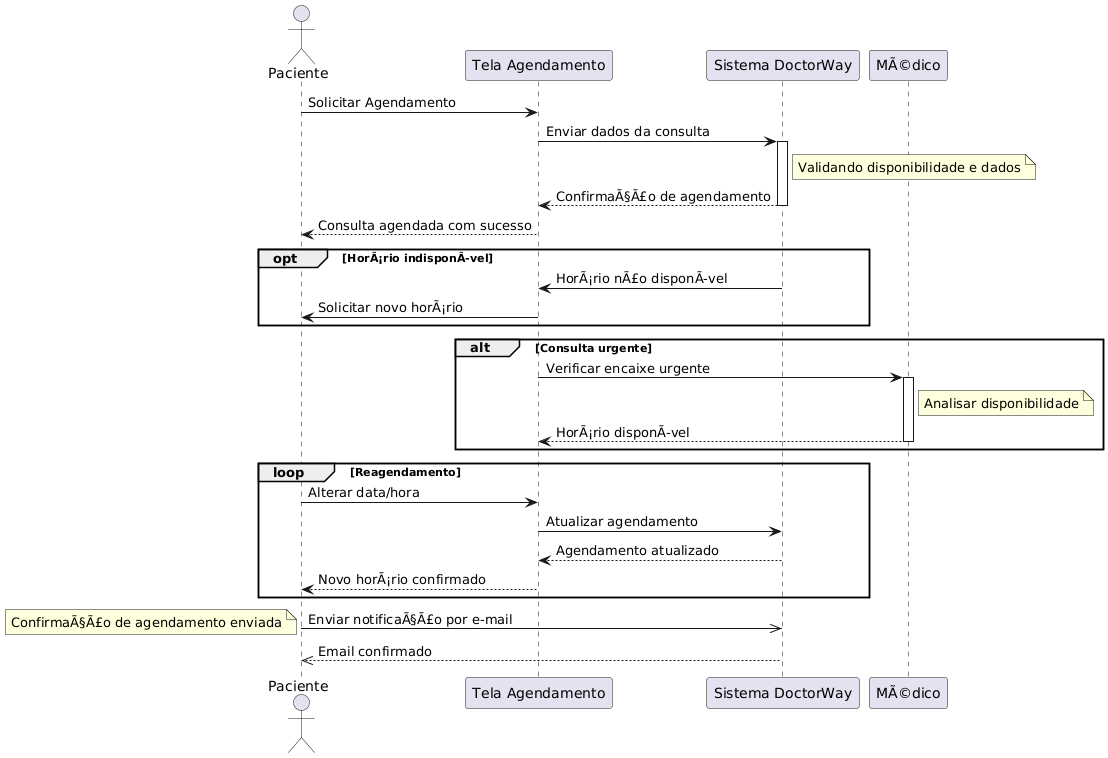 Paciente
Tela Agendamento
Sistema DoctorWay
MÃ©dico
Solicitar Agendamento
Enviar dados da consulta
Validando disponibilidade e dados
ConfirmaÃ§Ã£o de agendamento
Consulta agendada com sucesso
opt
[HorÃ¡rio indisponÃ­vel]
HorÃ¡rio nÃ£o disponÃ­vel
Solicitar novo horÃ¡rio
alt
[Consulta urgente]
Verificar encaixe urgente
Analisar disponibilidade
HorÃ¡rio disponÃ­vel
loop
[Reagendamento]
Alterar data/hora
Atualizar agendamento
Agendamento atualizado
Novo horÃ¡rio confirmado
ConfirmaÃ§Ã£o de agendamento enviada
Enviar notificaÃ§Ã£o por e-mail
Email confirmado
Paciente
Tela Agendamento
Sistema DoctorWay
MÃ©dico